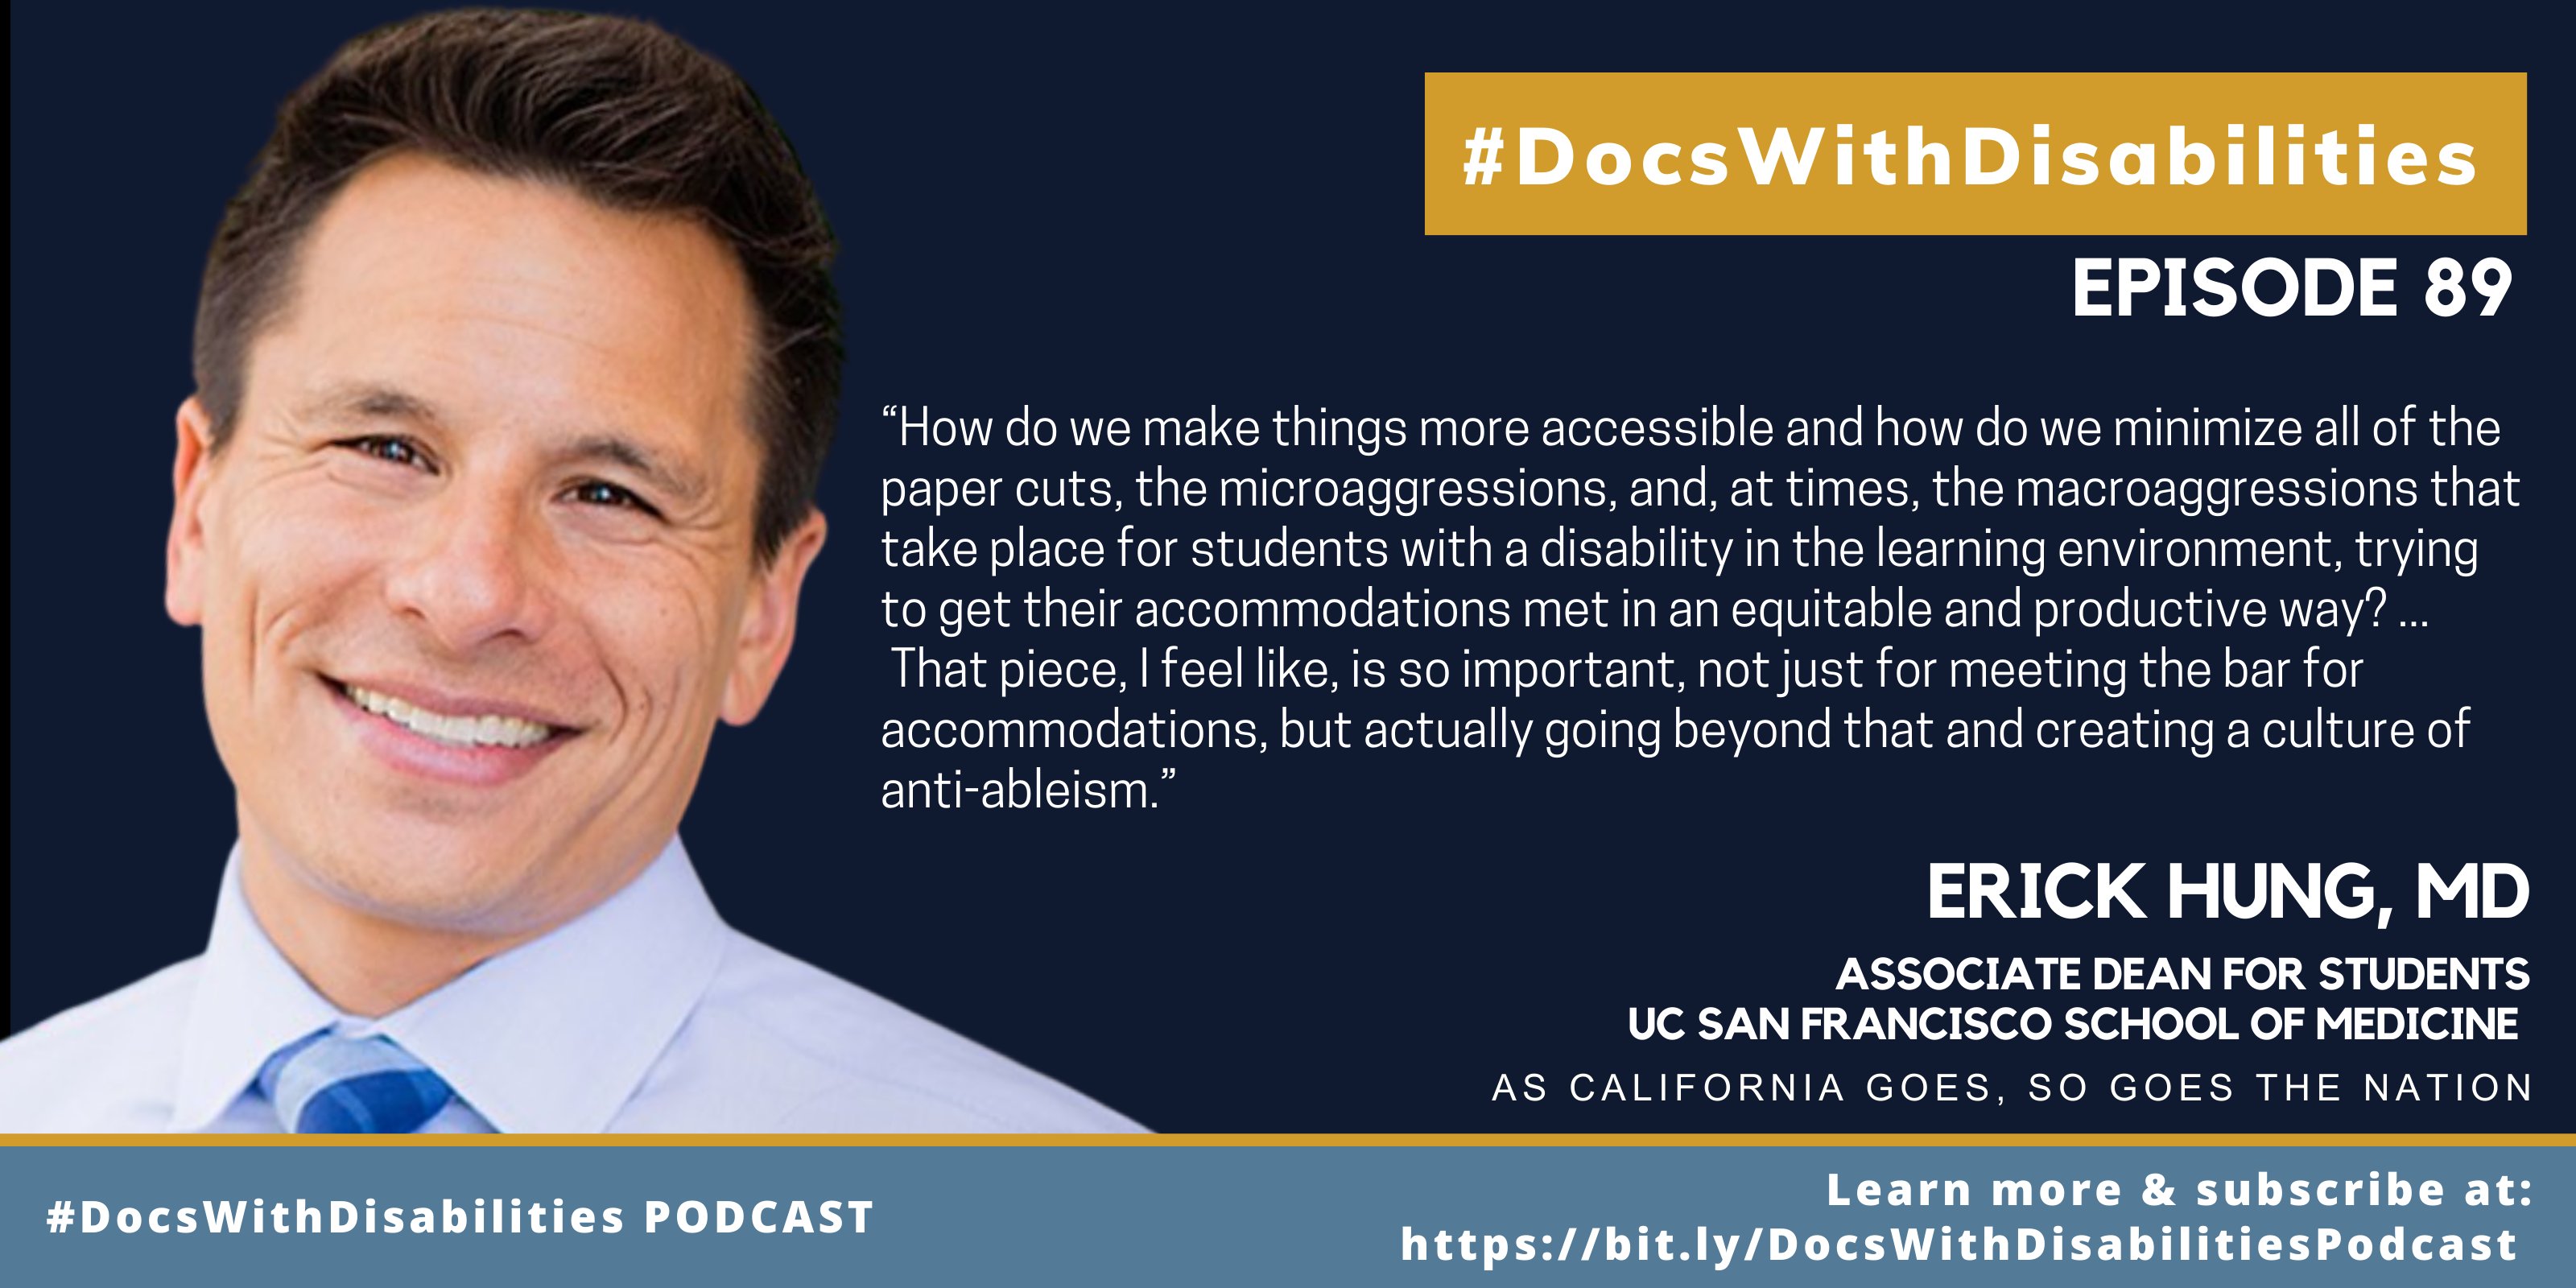 #DocsWithDisabilities
EPISODE 89
“How do we make things more accessible and how do we minimize all of the
paper cuts, the microaggressions, and, at times, the macroaggressions that
take place for students with a disability in the learning environment, trying
to get their accommodations met in an equitable and productive way? ...
That piece, I feel like, is so important, not just for meeting the bar for
accommodations, but actually going beyond that and creating a culture of
anti-ableism.”
ERICK HUNG, MD
ASSOCIATE DEAN FOR STUDENTS
UC SAN FRANCISCO SCHOOL OF MEDICINE
AS CALIFORNIA GOES, SO GOES THE NATION
#DocsWithDisabilities PODCAST
Learn more & subscribe at:
https://bit.ly/DocsWithDisabilitiesPodcast